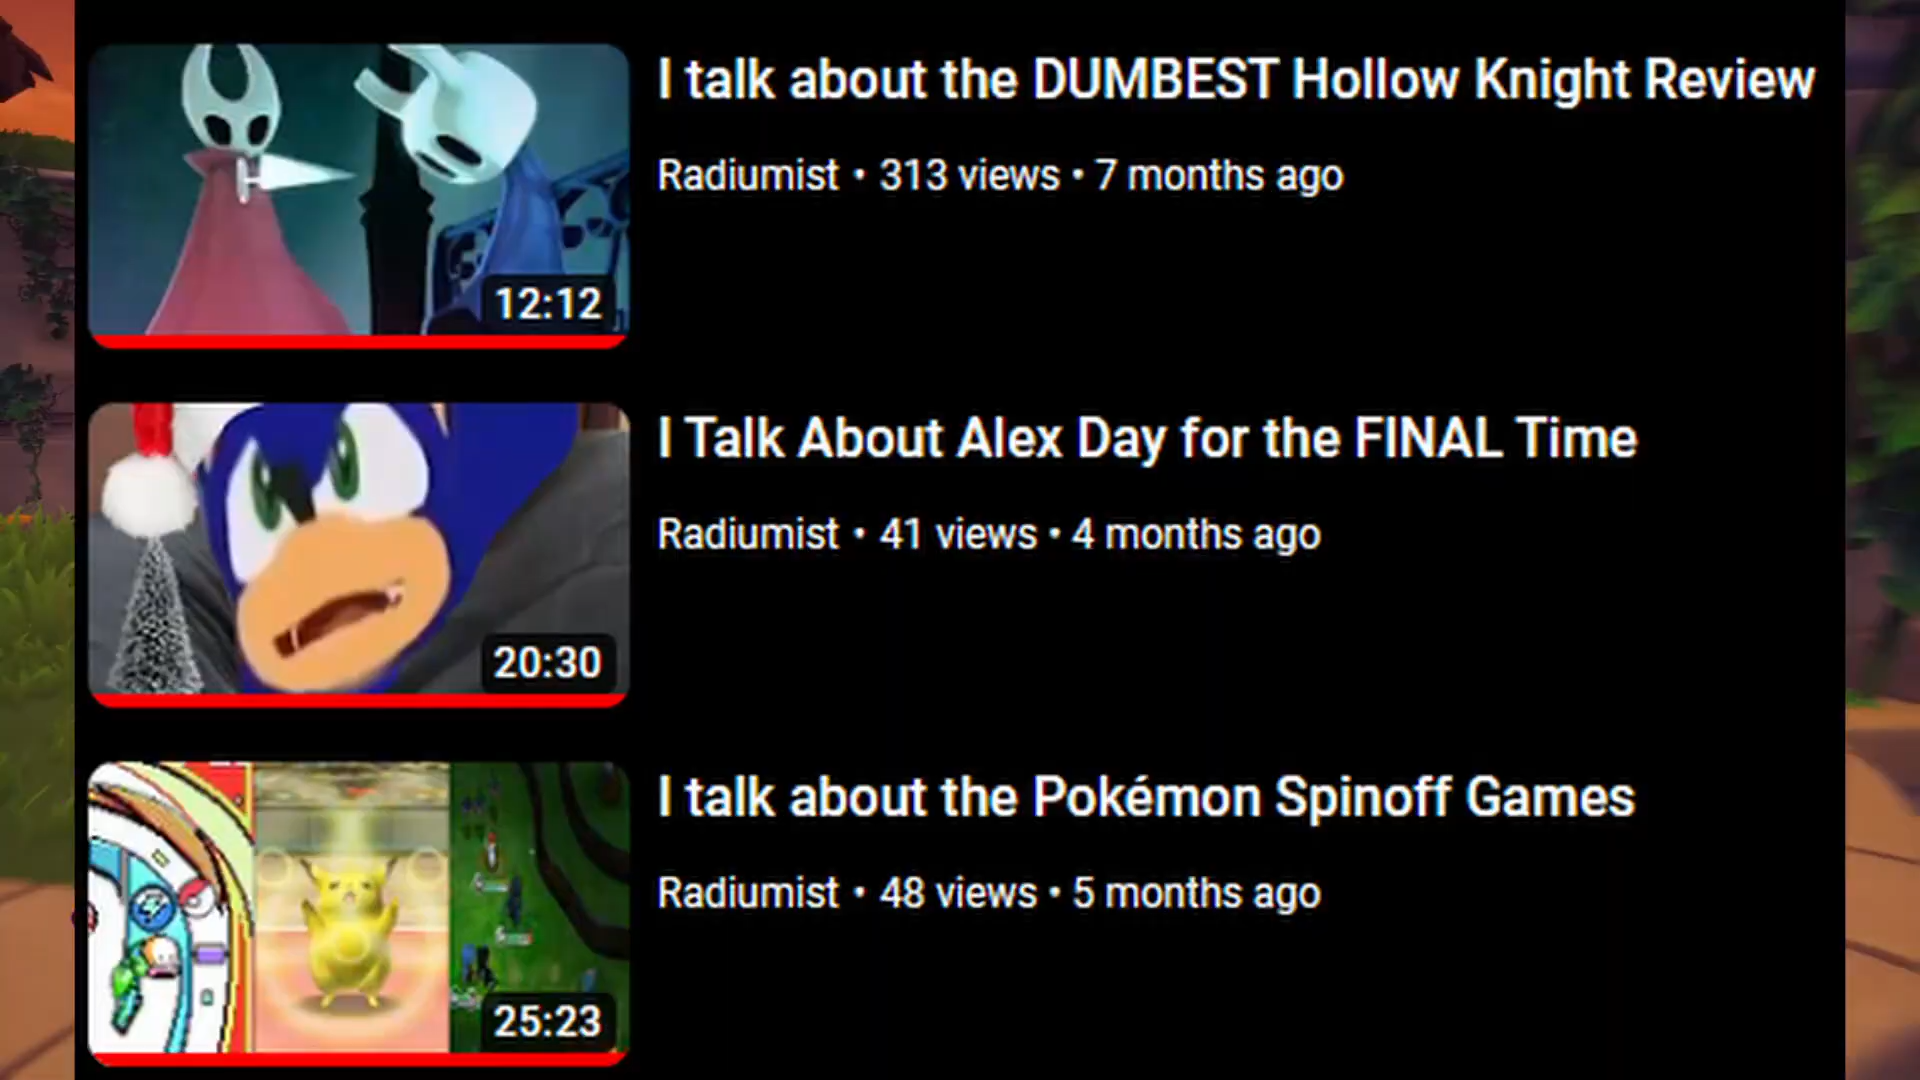 I talk about the DUMBEST Hollow Knight Review
Radiumist • 313 views • 7 months ago
12:12
I Talk About Alex Day for the FINAL Time
Radiumist • 41 views • 4 months ago
20:30
I talk about the Pokémon Spinoff Games
Radiumist • 48 views • 5 months ago
25:23